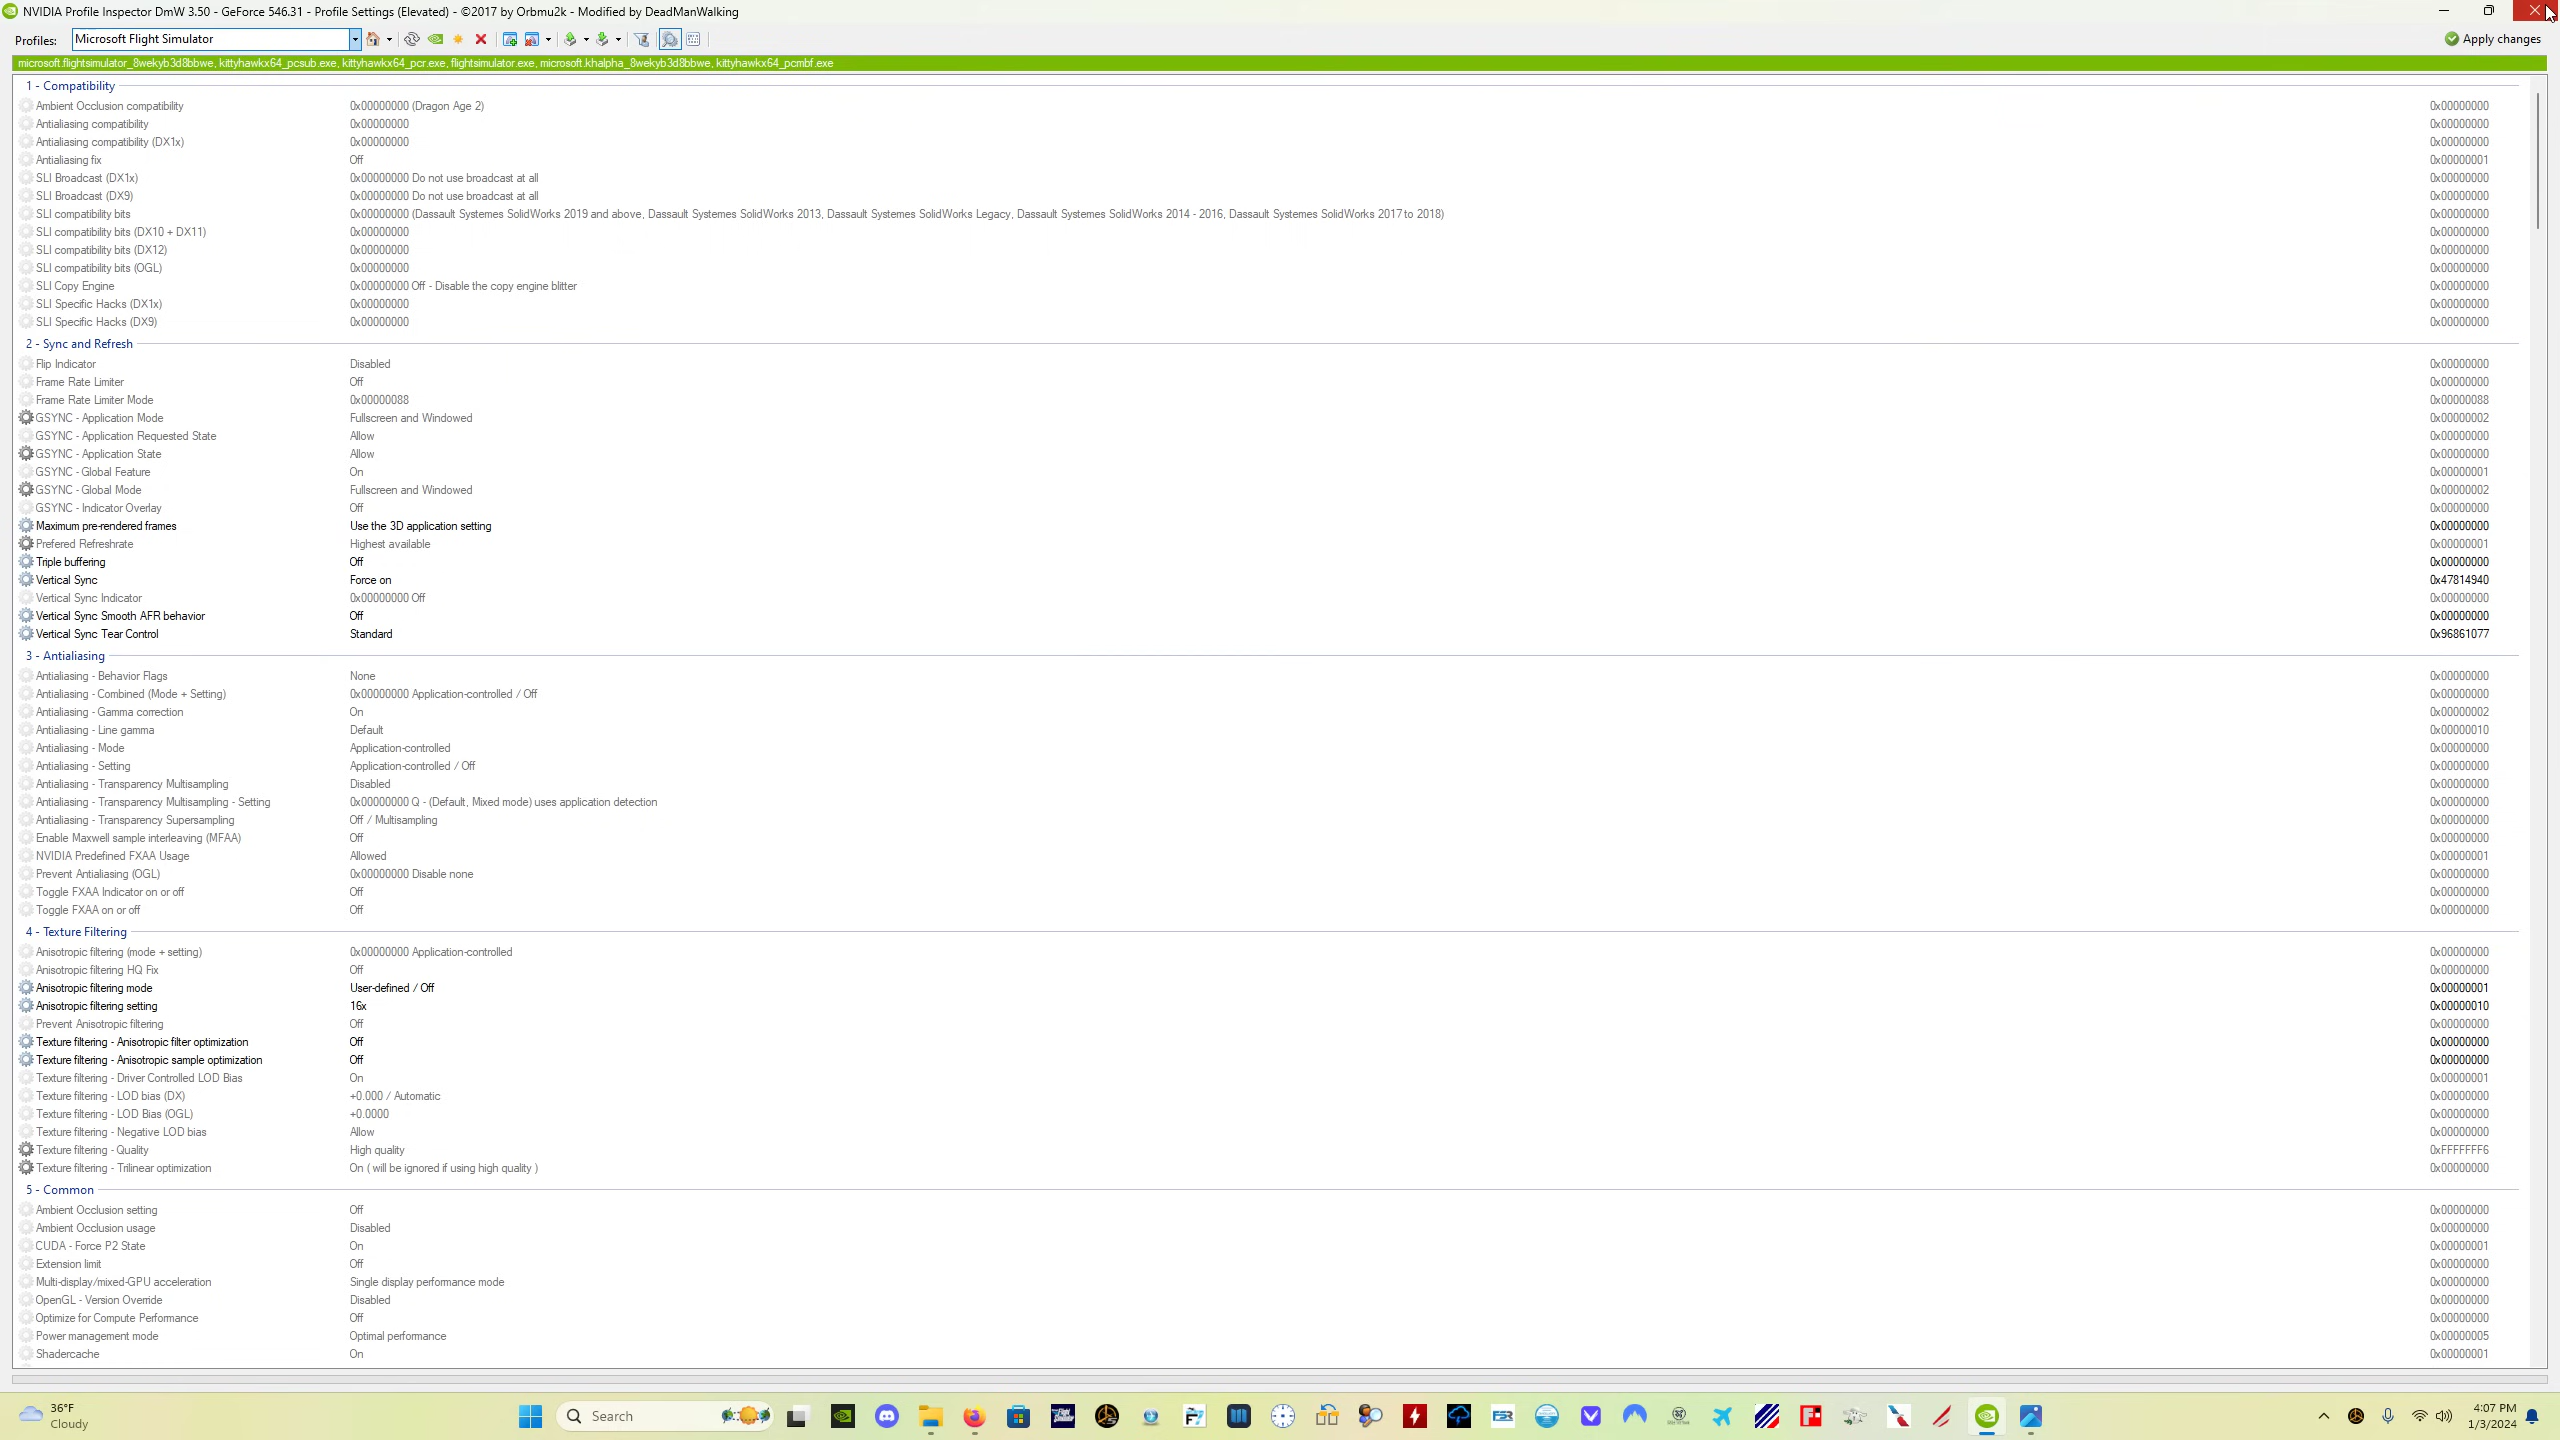 NVIDIA Profile Inspector DmW 3.50 - GeForce 546.31 - Profile Settings (Elevated) - ©2017 by Orbmu2k - Modified by DeadManWalking
Profiles: Microsoft Flight Simulator Apply changes
microsoft.flightsimulator_8wekyb3d8bbwe, kittyhawkx64_pcsub.exe, kittyhawkx64_pcr.exe, flightsimulator.exe, microsoft.khalpha_8wekyb3d8bbwe, kittyhawkx64_pcmbf.exe
1 - Compatibility
Ambient Occlusion compatibility 0x00000000 (Dragon Age 2) 0x00000000
Antialiasing compatibility 0x00000000 0x00000000
Antialiasing compatibility (DX1x) 0x00000000 0x00000000
Antialiasing fix Off 0x00000001
SLI Broadcast (DX1x) 0x00000000 Do not use broadcast at all 0x00000000
SLI Broadcast (DX9) 0x00000000 Do not use broadcast at all 0x00000000
SLI compatibility bits 0x00000000 (Dassault Systemes SolidWorks 2019 and above, Dassault Systemes SolidWorks 2013, Dassault Systemes SolidWorks Legacy, Dassault Systemes SolidWorks 2014 - 2016, Dassault Systemes SolidWorks 2017 to 2018) 0x00000000
SLI compatibility bits (DX10 + DX11) 0x00000000 0x00000000
SLI compatibility bits (DX12) 0x00000000 0x00000000
SLI compatibility bits (OGL) 0x00000000 0x00000000
SLI Copy Engine 0x00000000 Off - Disable the copy engine blitter 0x00000000
SLI Specific Hacks (DX1x) 0x00000000 0x00000000
SLI Specific Hacks (DX9) 0x00000000 0x00000000
2 - Sync and Refresh
Flip Indicator Disabled 0x00000000
Frame Rate Limiter Off 0x00000000
Frame Rate Limiter Mode 0x00000088 0x00000088
GSYNC - Application Mode Fullscreen and Windowed 0x00000002
GSYNC - Application Requested State Allow 0x00000000
GSYNC - Application State Allow 0x00000000
GSYNC - Global Feature On 0x00000001
GSYNC - Global Mode Fullscreen and Windowed 0x00000002
GSYNC - Indicator Overlay Off 0x00000000
Maximum pre-rendered frames Use the 3D application setting 0x00000000
Prefered Refreshrate Highest available 0x00000001
Triple buffering Off 0x00000000
Vertical Sync Force on 0x47814940
Vertical Sync Indicator 0x00000000 Off 0x00000000
Vertical Sync Smooth AFR behavior Off 0x00000000
Vertical Sync Tear Control Standard 0x96861077
3 - Antialiasing
Antialiasing - Behavior Flags None 0x00000000
Antialiasing - Combined (Mode + Setting) 0x00000000 Application-controlled / Off 0x00000000
Antialiasing - Gamma correction On 0x00000002
Antialiasing - Line gamma Default 0x00000010
Antialiasing - Mode Application-controlled 0x00000000
Antialiasing - Setting Application-controlled / Off 0x00000000
Antialiasing - Transparency Multisampling Disabled 0x00000000
Antialiasing - Transparency Multisampling - Setting 0x00000000 Q - (Default, Mixed mode) uses application detection 0x00000000
Antialiasing - Transparency Supersampling Off / Multisampling 0x00000000
Enable Maxwell sample interleaving (MFAA) Off 0x00000000
NVIDIA Predefined FXAA Usage Allowed 0x00000001
Prevent Antialiasing (OGL) 0x00000000 Disable none 0x00000000
Toggle FXAA Indicator on or off Off 0x00000000
Toggle FXAA on or off Off 0x00000000
4 - Texture Filtering
Anisotropic filtering (mode + setting) 0x00000000 Application-controlled 0x00000000
Anisotropic filtering HQ Fix Off 0x00000000
Anisotropic filtering mode User-defined / Off 0x00000001
Anisotropic filtering setting 16x 0x00000010
Prevent Anisotropic filtering Off 0x00000000
Texture filtering - Anisotropic filter optimization Off 0x00000000
Texture filtering - Anisotropic sample optimization Off 0x00000000
Texture filtering - Driver Controlled LOD Bias On 0x00000001
Texture filtering - LOD bias (DX) +0.000 / Automatic 0x00000000
Texture filtering - LOD Bias (OGL) +0.0000 0x00000000
Texture filtering - Negative LOD bias Allow 0x00000000
Texture filtering - Quality High quality 0xFFFFFFF6
Texture filtering - Trilinear optimization On ( will be ignored if using high quality ) 0x00000000
5 - Common
Ambient Occlusion setting Off 0x00000000
Ambient Occlusion usage Disabled 0x00000000
CUDA - Force P2 State On 0x00000001
Extension limit Off 0x00000000
Multi-display/mixed-GPU acceleration Single display performance mode 0x00000000
OpenGL - Version Override Disabled 0x00000000
Optimize for Compute Performance Off 0x00000000
Power management mode Optimal performance 0x00000005
Shadercache On 0x00000001
36°F
Cloudy
Search
FSR
4:07 PM
1/3/2024